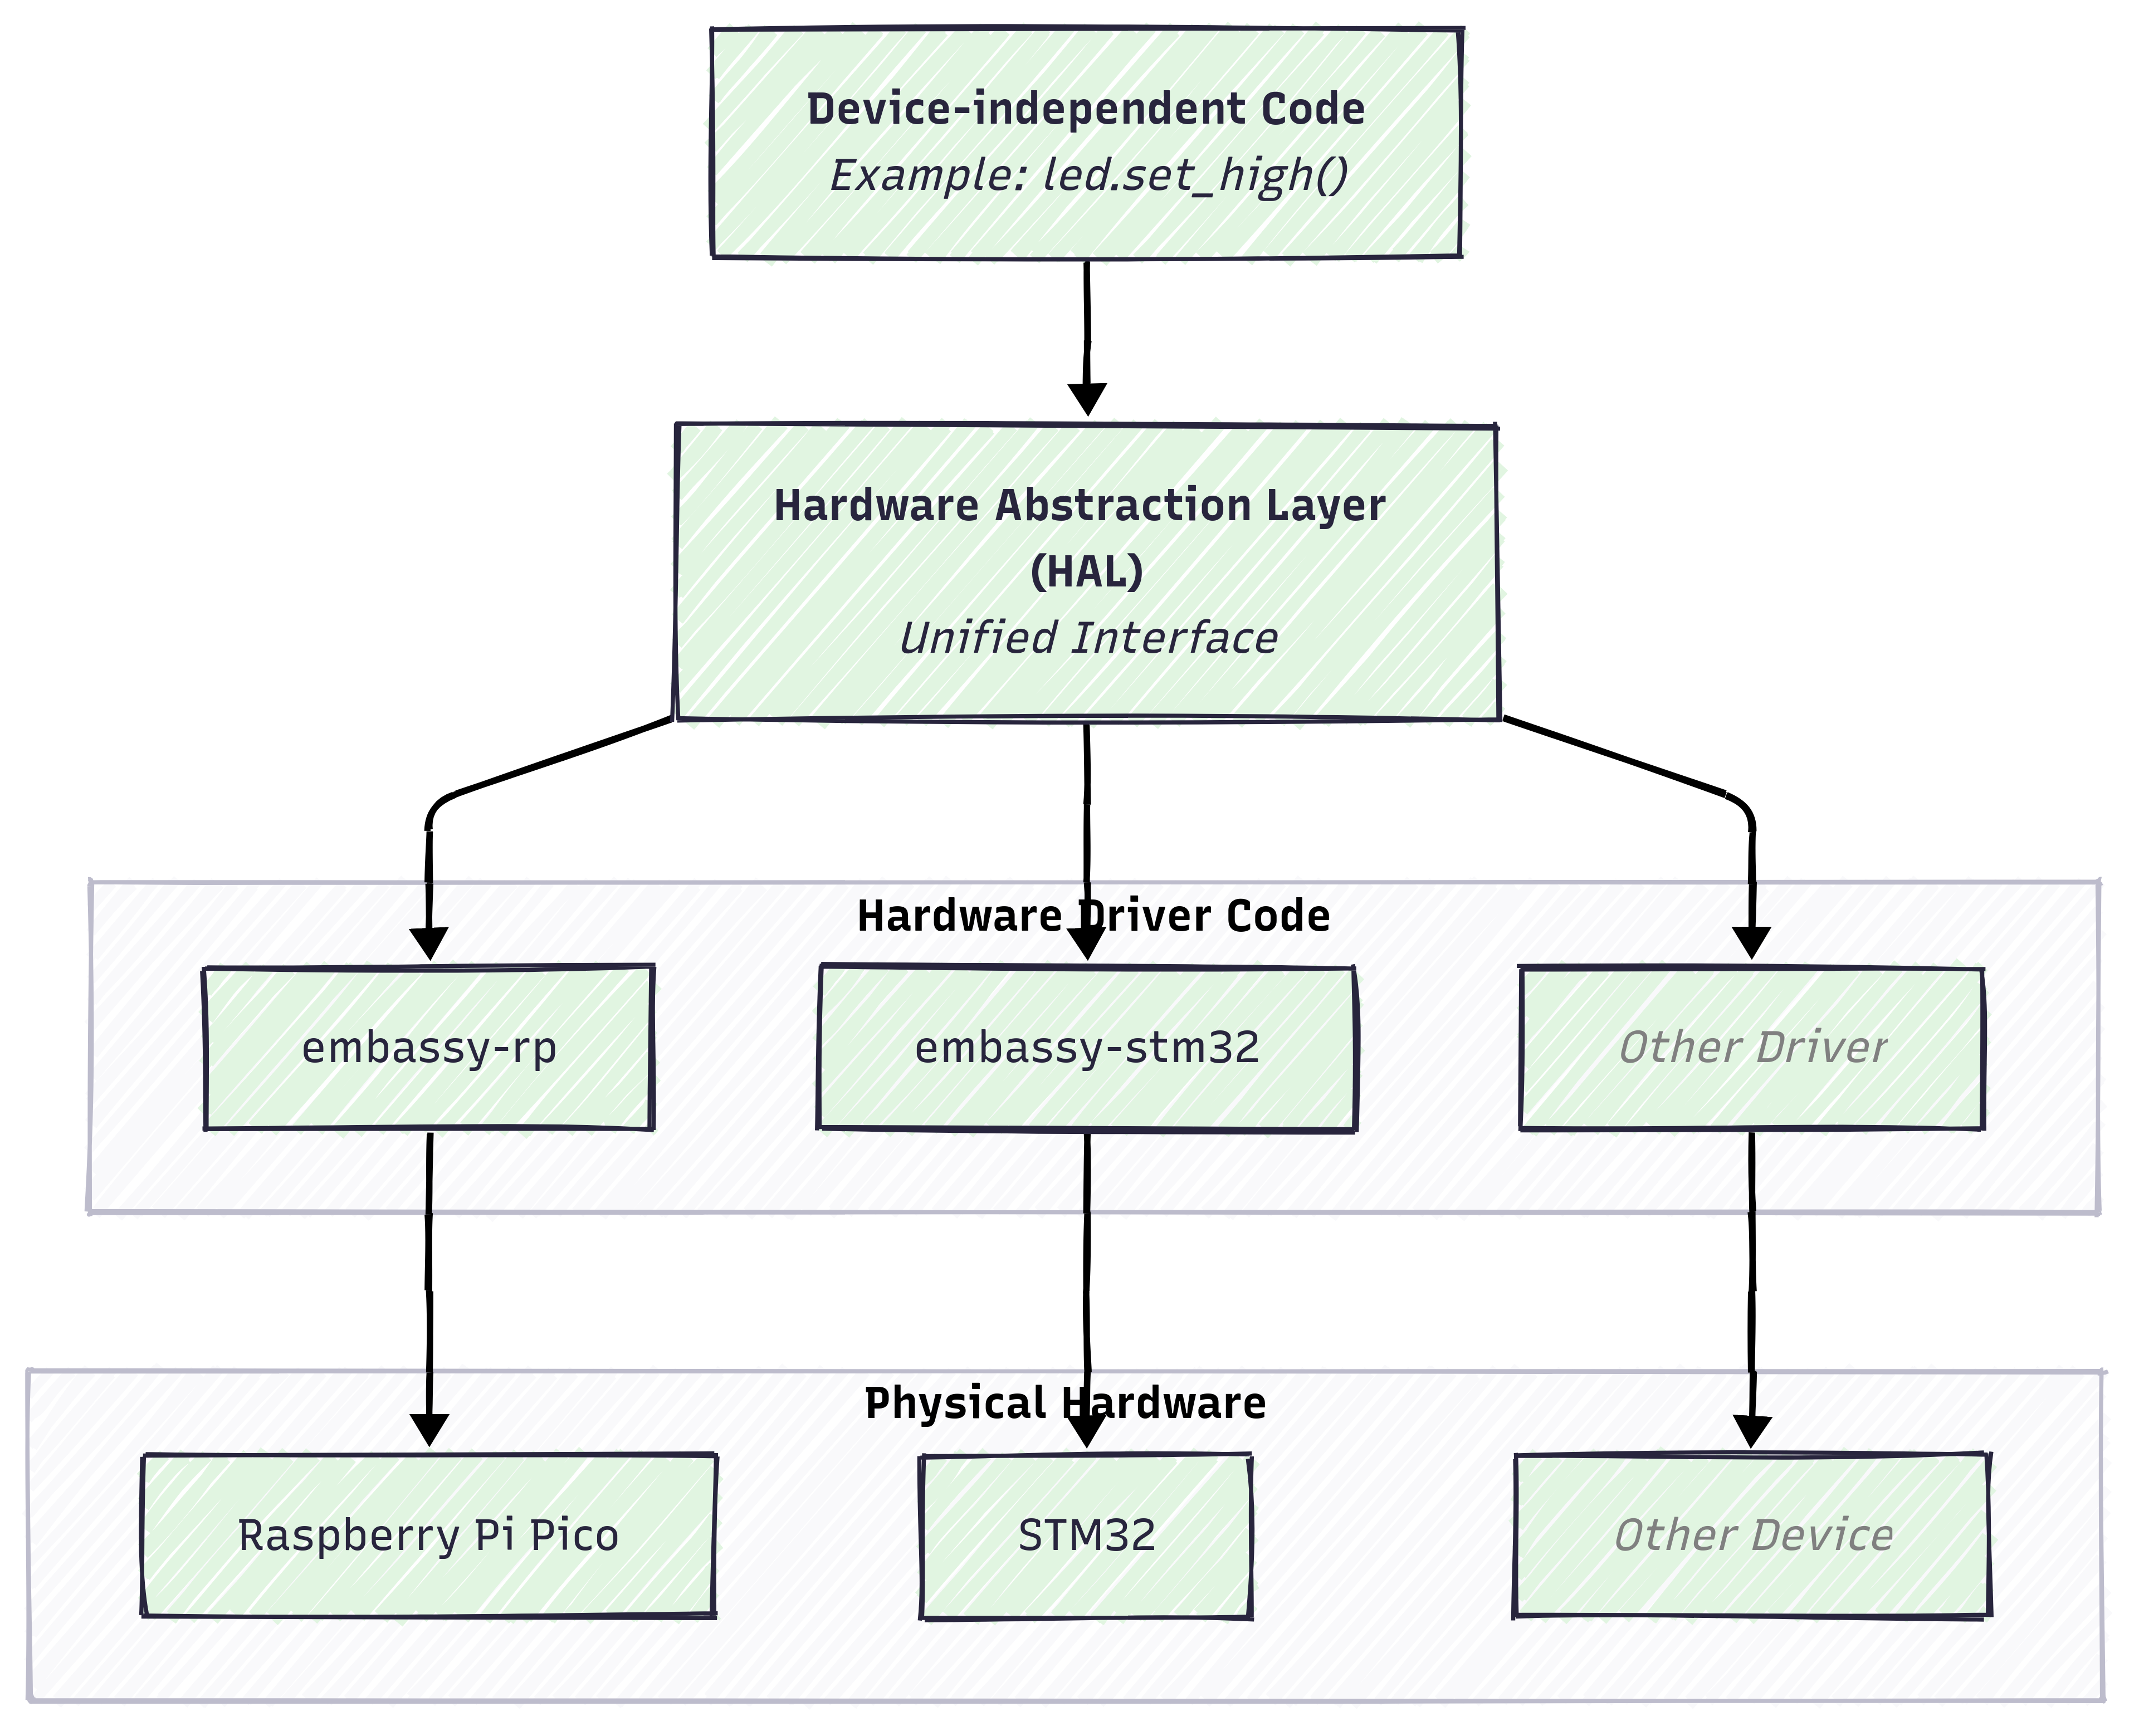 Device-independent Code
Example: led.set_high()
Hardware Abstraction Layer
(HAL)
Unified Interface
Hardware Driver Code
embassy-rp
embassy-stm32
Other Driver
Physical Hardware
Raspberry Pi Pico
STM32
Other Device